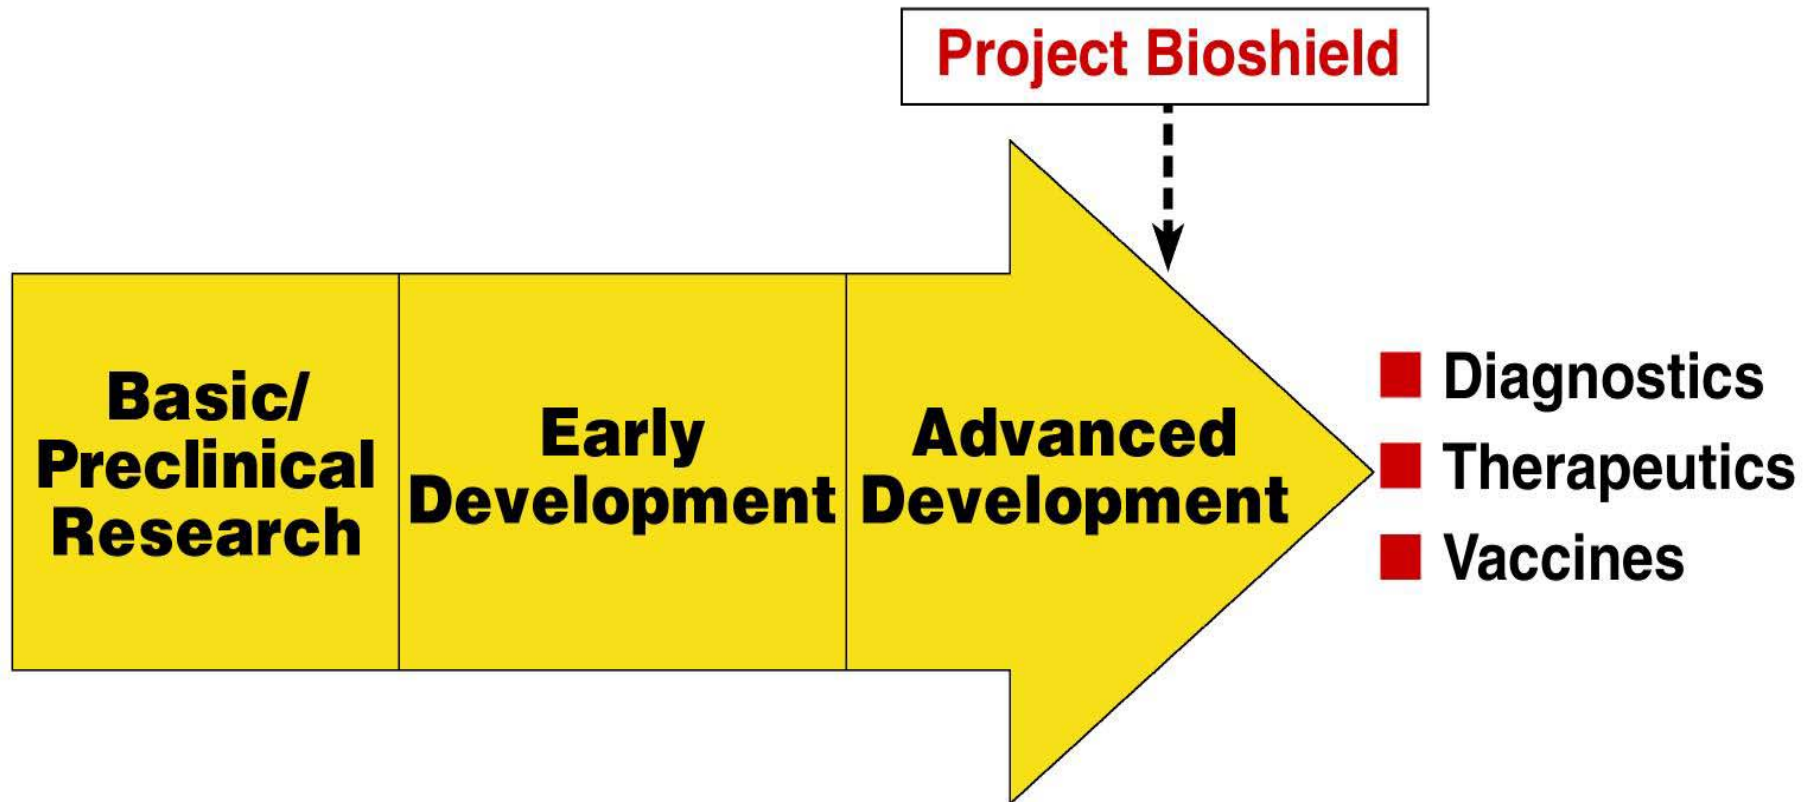 Project Bioshield
Basic/
Preclinical
Research
Early
Development
Advanced
Development
Diagnostics
Therapeutics
Vaccines